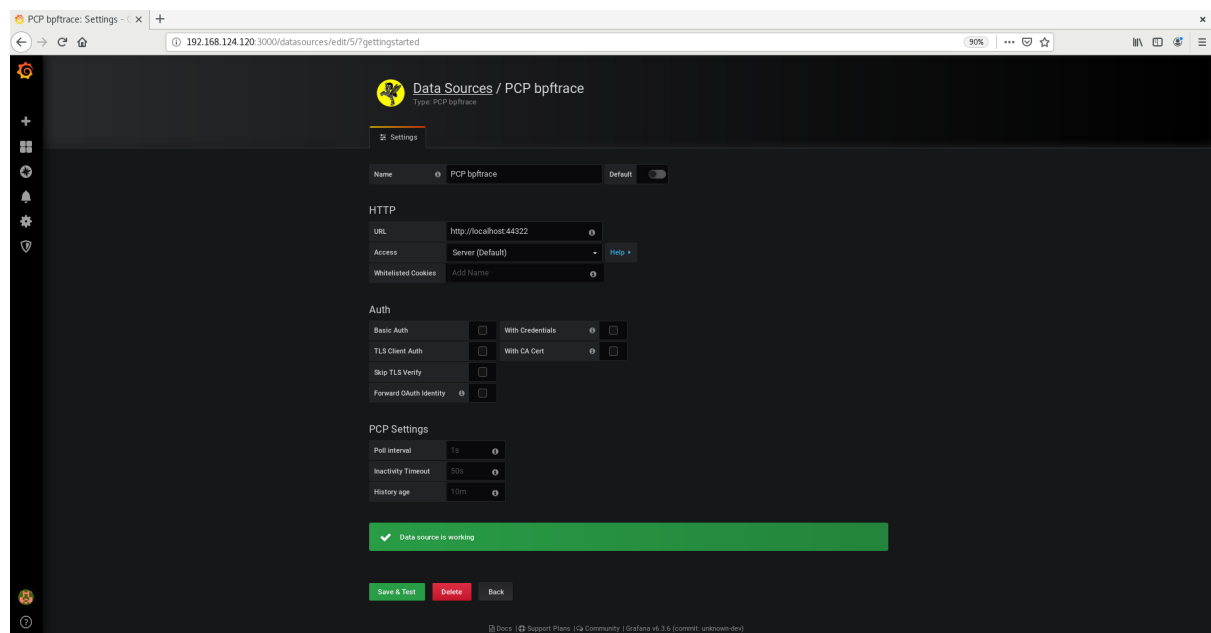 PCP bpftrace: Settings - G
192.168.124.120:3000/datasources/edit/5/?gettingstarted
90%
Data Sources / PCP bpftrace
Type: PCP bpftrace
Settings
Name PCP bpftrace Default
HTTP
URL http://localhost:44322
Access Server (Default) Help
Whitelisted Cookies Add Name
Auth
Basic Auth With Credentials
TLS Client Auth With CA Cert
Skip TLS Verify
Forward OAuth Identity
PCP Settings
Poll interval 1s
Inactivity Timeout 50s
History age 10m
Data source is working
Save & Test Delete Back
Docs | Support Plans | Community | Grafana v6.3.6 (commit: unknown-dev)